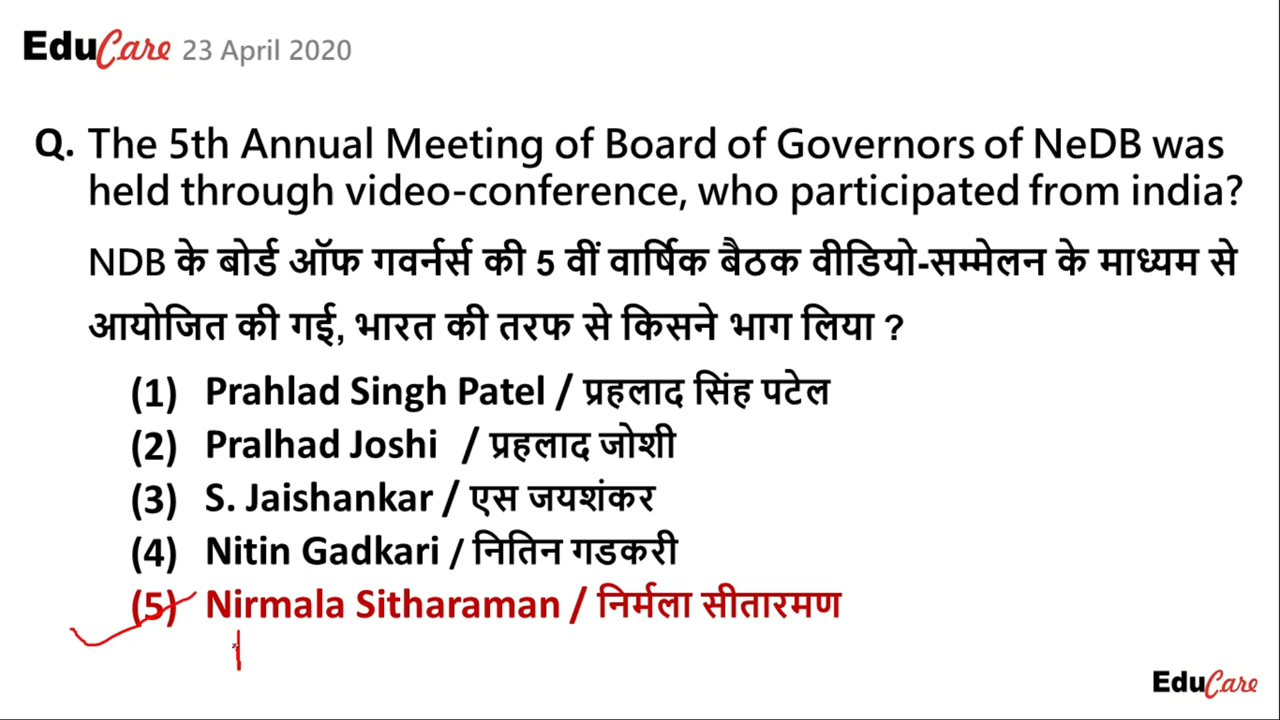 EduCare 23 April 2020
Q. The 5th Annual Meeting of Board of Governors of NeDB was
held through video-conference, who participated from india?
NDB के बोर्ड ऑफ गवर्नर्स की 5 वीं वार्षिक बैठक वीडियो-सम्मेलन के माध्यम से
आयोजित की गई, भारत की तरफ से किसने भाग लिया ?
(1) Prahlad Singh Patel / प्रहलाद सिंह पटेल
(2) Pralhad Joshi / प्रहलाद जोशी
(3) S. Jaishankar / एस जयशंकर
(4) Nitin Gadkari / नितिन गडकरी
(5) Nirmala Sitharaman / निर्मला सीतारमण
EduCare